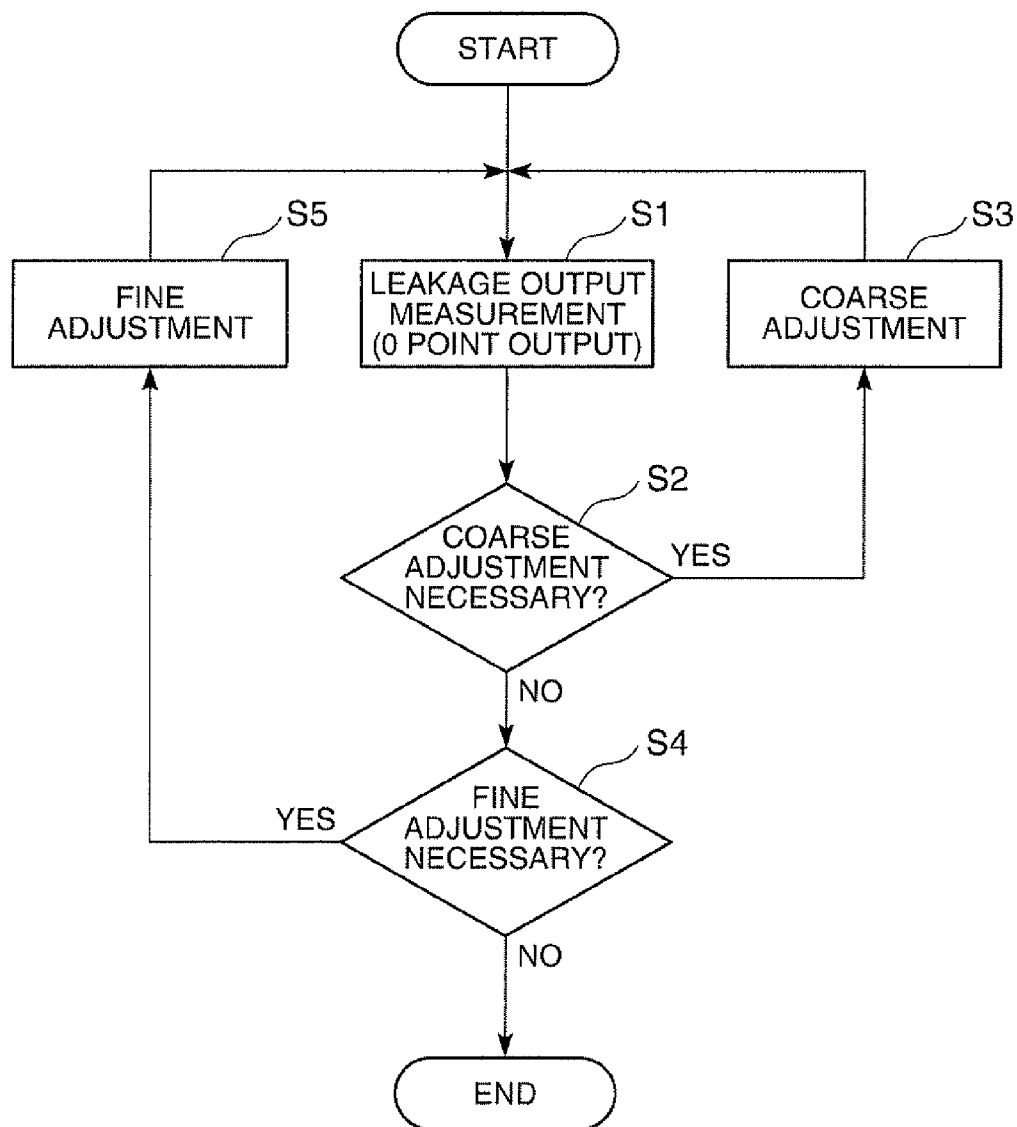 START
S5
S1
S3
FINE
ADJUSTMENT
LEAKAGE OUTPUT
MEASUREMENT
(0 POINT OUTPUT)
COARSE
ADJUSTMENT
S2
COARSE
ADJUSTMENT
NECESSARY?
YES
NO
S4
FINE
ADJUSTMENT
NECESSARY?
YES
NO
END